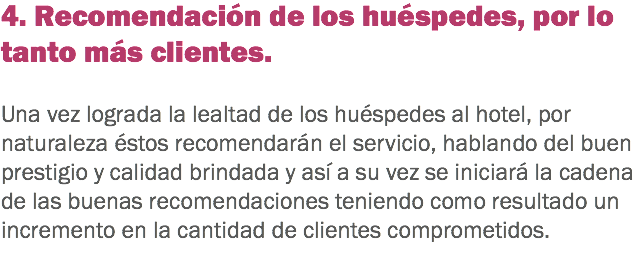 4. Recomendación de los huéspedes, por lo
tanto más clientes.
Una vez lograda la lealtad de los huéspedes al hotel, por
naturaleza éstos recomendarán el servicio, hablando del buen
prestigio y calidad brindada y así a su vez se iniciará la cadena
de las buenas recomendaciones teniendo como resultado un
incremento en la cantidad de clientes comprometidos.